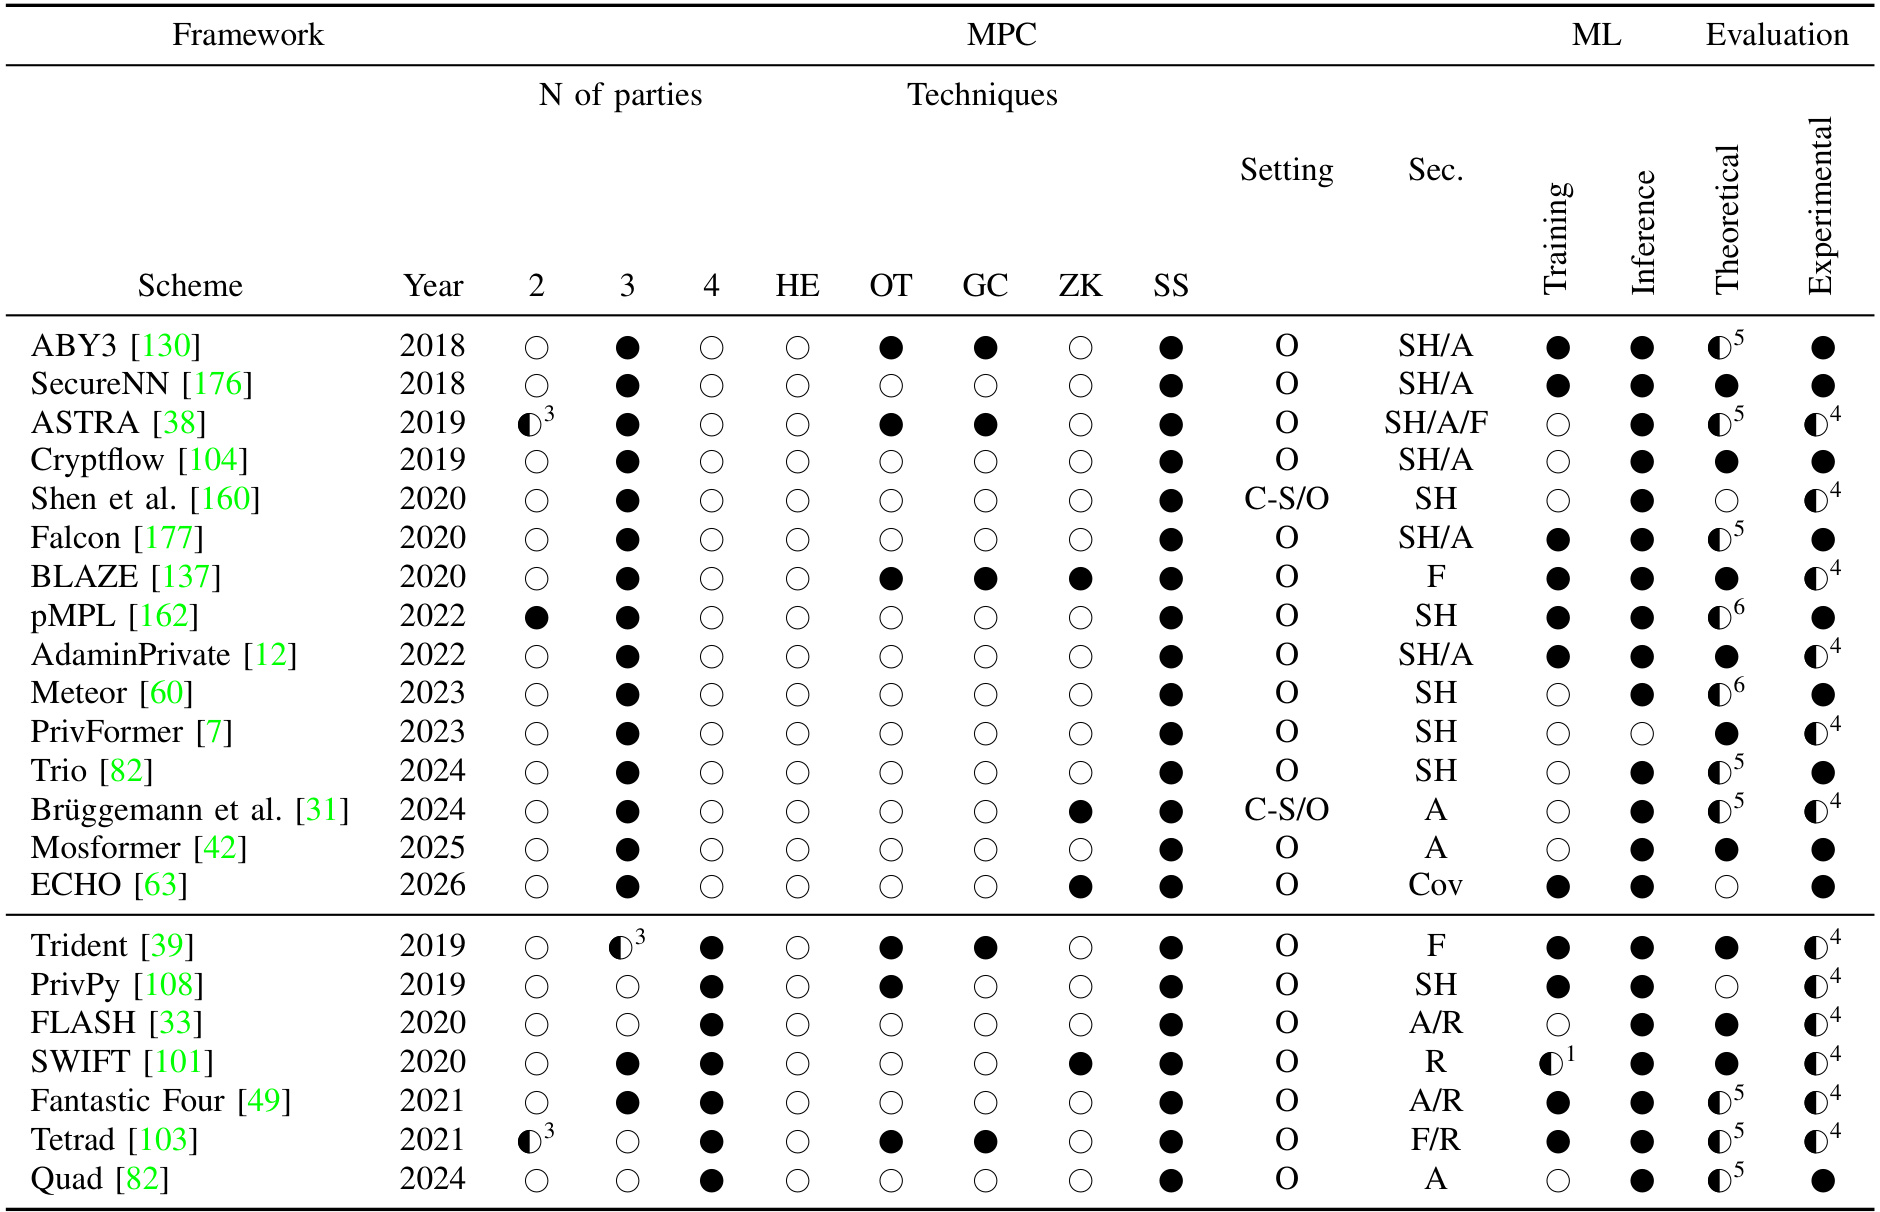 Framework MPC ML Evaluation
N of parties Techniques
Setting Sec.
Scheme Year 2 3 4 HE OT GC ZK SS Training Inference Theoretical Experimental
ABY3 [130] 2018 ○ ● ○ ○ ● ● ○ ● O SH/A ● ● ◐5 ●
SecureNN [176] 2018 ○ ● ○ ○ ○ ○ ○ ● O SH/A ● ● ● ●
ASTRA [38] 2019 ◐3 ● ○ ○ ● ● ○ ● O SH/A/F ○ ● ◐5 ◐4
Cryptflow [104] 2019 ○ ● ○ ○ ○ ○ ○ ● O SH/A ○ ● ● ●
Shen et al. [160] 2020 ○ ● ○ ○ ○ ○ ○ ● C-S/O SH ○ ● ○ ◐4
Falcon [177] 2020 ○ ● ○ ○ ○ ○ ○ ● O SH/A ● ● ◐5 ●
BLAZE [137] 2020 ○ ● ○ ○ ● ● ● ● O F ● ● ● ◐4
pMPL [162] 2022 ● ● ○ ○ ○ ○ ○ ● O SH ● ● ◐6 ●
AdaminPrivate [12] 2022 ○ ● ○ ○ ○ ○ ○ ● O SH/A ● ● ● ◐4
Meteor [60] 2023 ○ ● ○ ○ ○ ○ ○ ● O SH ○ ● ◐6 ●
PrivFormer [7] 2023 ○ ● ○ ○ ○ ○ ○ ● O SH ○ ○ ● ◐4
Trio [82] 2024 ○ ● ○ ○ ○ ○ ○ ● O SH ○ ● ◐5 ●
Brüggemann et al. [31] 2024 ○ ● ○ ○ ○ ○ ● ● C-S/O A ○ ● ◐5 ◐4
Mosformer [42] 2025 ○ ● ○ ○ ○ ○ ○ ● O A ○ ● ● ●
ECHO [63] 2026 ○ ● ○ ○ ○ ○ ● ● O Cov ● ● ○ ●
Trident [39] 2019 ○ ◐3 ● ○ ● ● ○ ● O F ● ● ● ◐4
PrivPy [108] 2019 ○ ○ ● ○ ● ○ ○ ● O SH ● ● ○ ◐4
FLASH [33] 2020 ○ ○ ● ○ ○ ○ ○ ● O A/R ○ ● ● ◐4
SWIFT [101] 2020 ○ ● ● ○ ○ ○ ● ● O R ◐1 ● ● ◐4
Fantastic Four [49] 2021 ○ ● ● ○ ○ ○ ○ ● O A/R ● ● ◐5 ◐4
Tetrad [103] 2021 ◐3 ○ ● ○ ● ● ○ ● O F/R ● ● ◐5 ◐4
Quad [82] 2024 ○ ○ ● ○ ○ ○ ○ ● O A ○ ● ◐5 ●